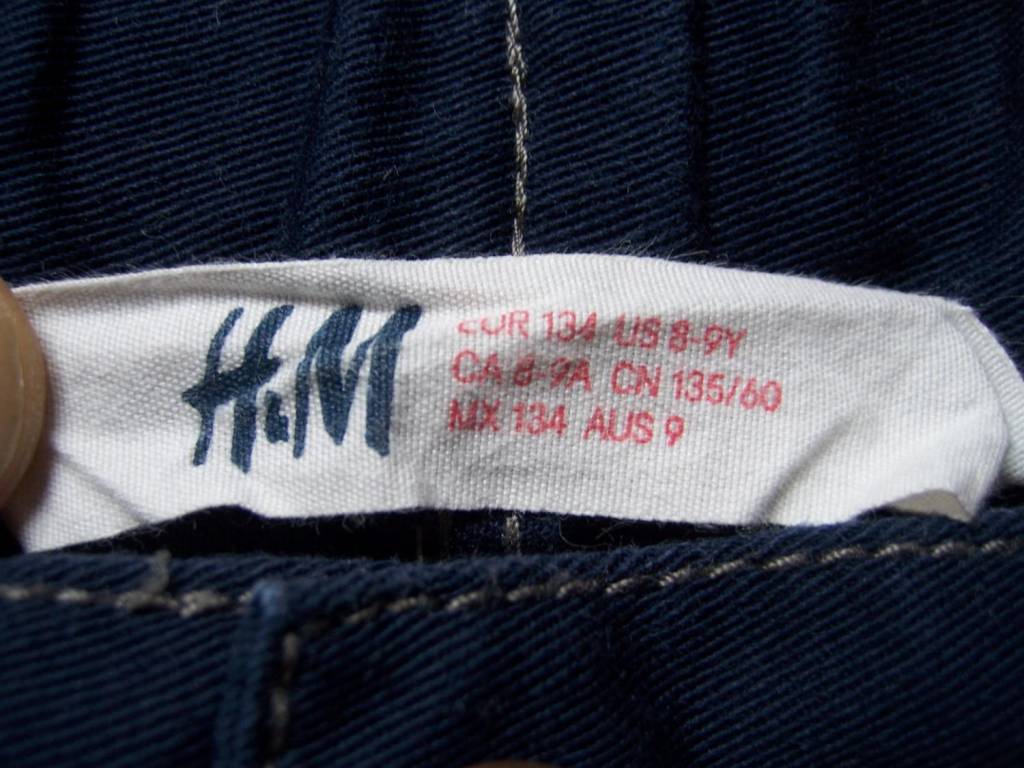 H&M
EUR 134 US 8-9Y
CA 8-9A CN 135/60
MX 134 AUS 9